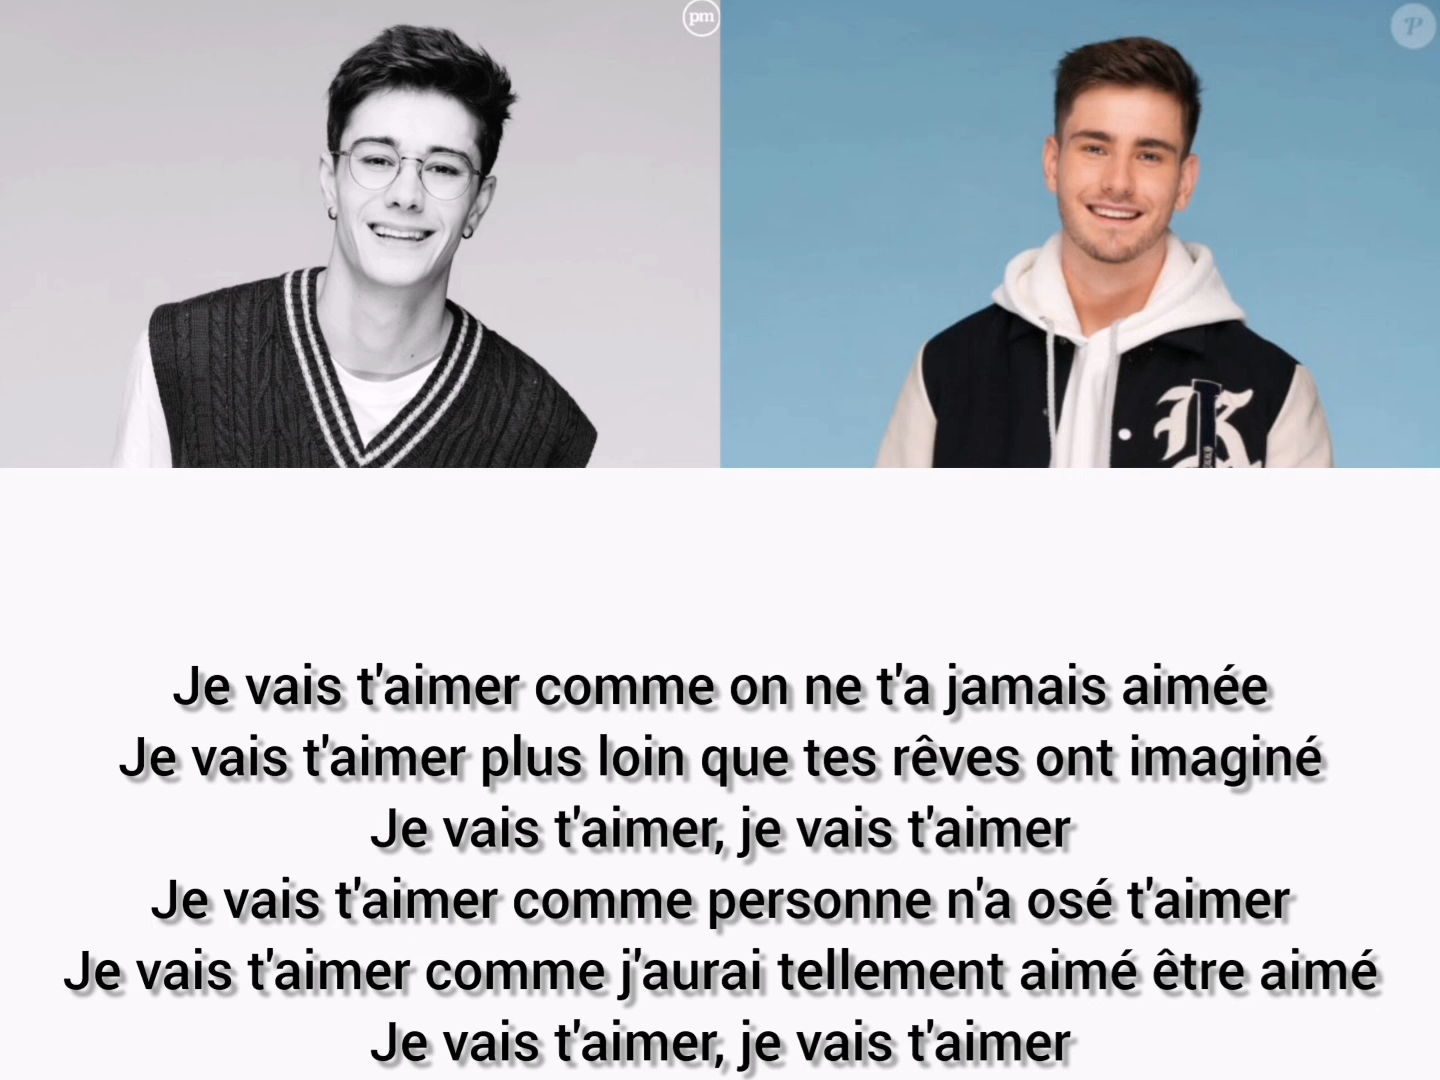 pm
P
K
Je vais t'aimer comme on ne t'a jamais aimée
Je vais t'aimer plus loin que tes rêves ont imaginé
Je vais t'aimer, je vais t'aimer
Je vais t'aimer comme personne n'a osé t'aimer
Je vais t'aimer comme j'aurai tellement aimé être aimé
Je vais t'aimer, je vais t'aimer